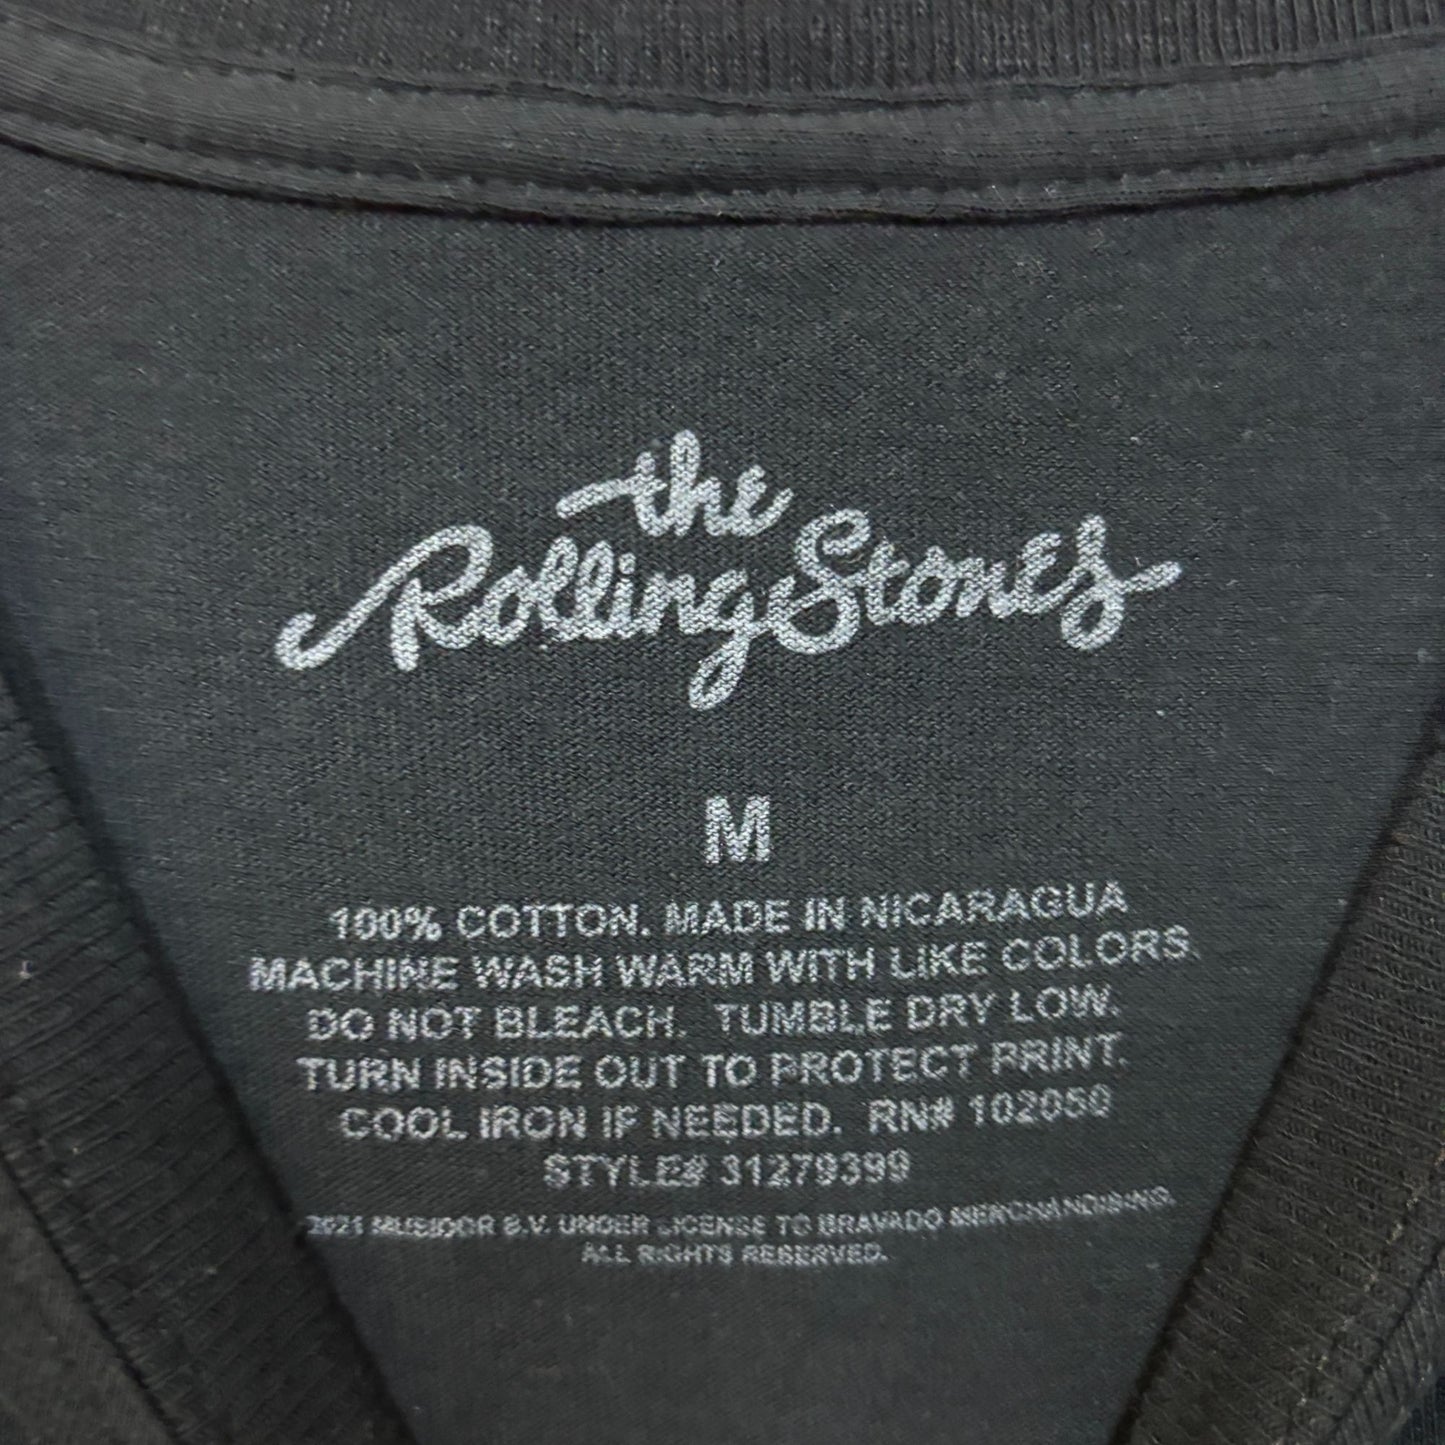 the
Rolling Stones
M
100% COTTON. MADE IN NICARAGUA
MACHINE WASH WARM WITH LIKE COLORS.
DO NOT BLEACH. TUMBLE DRY LOW.
TURN INSIDE OUT TO PROTECT PRINT.
COOL IRON IF NEEDED. RN# 102050
STYLE# 31279399
2021 MUSIDOR B.V. UNDER LICENSE TO BRAVADO MERCHANDISING.
ALL RIGHTS RESERVED.